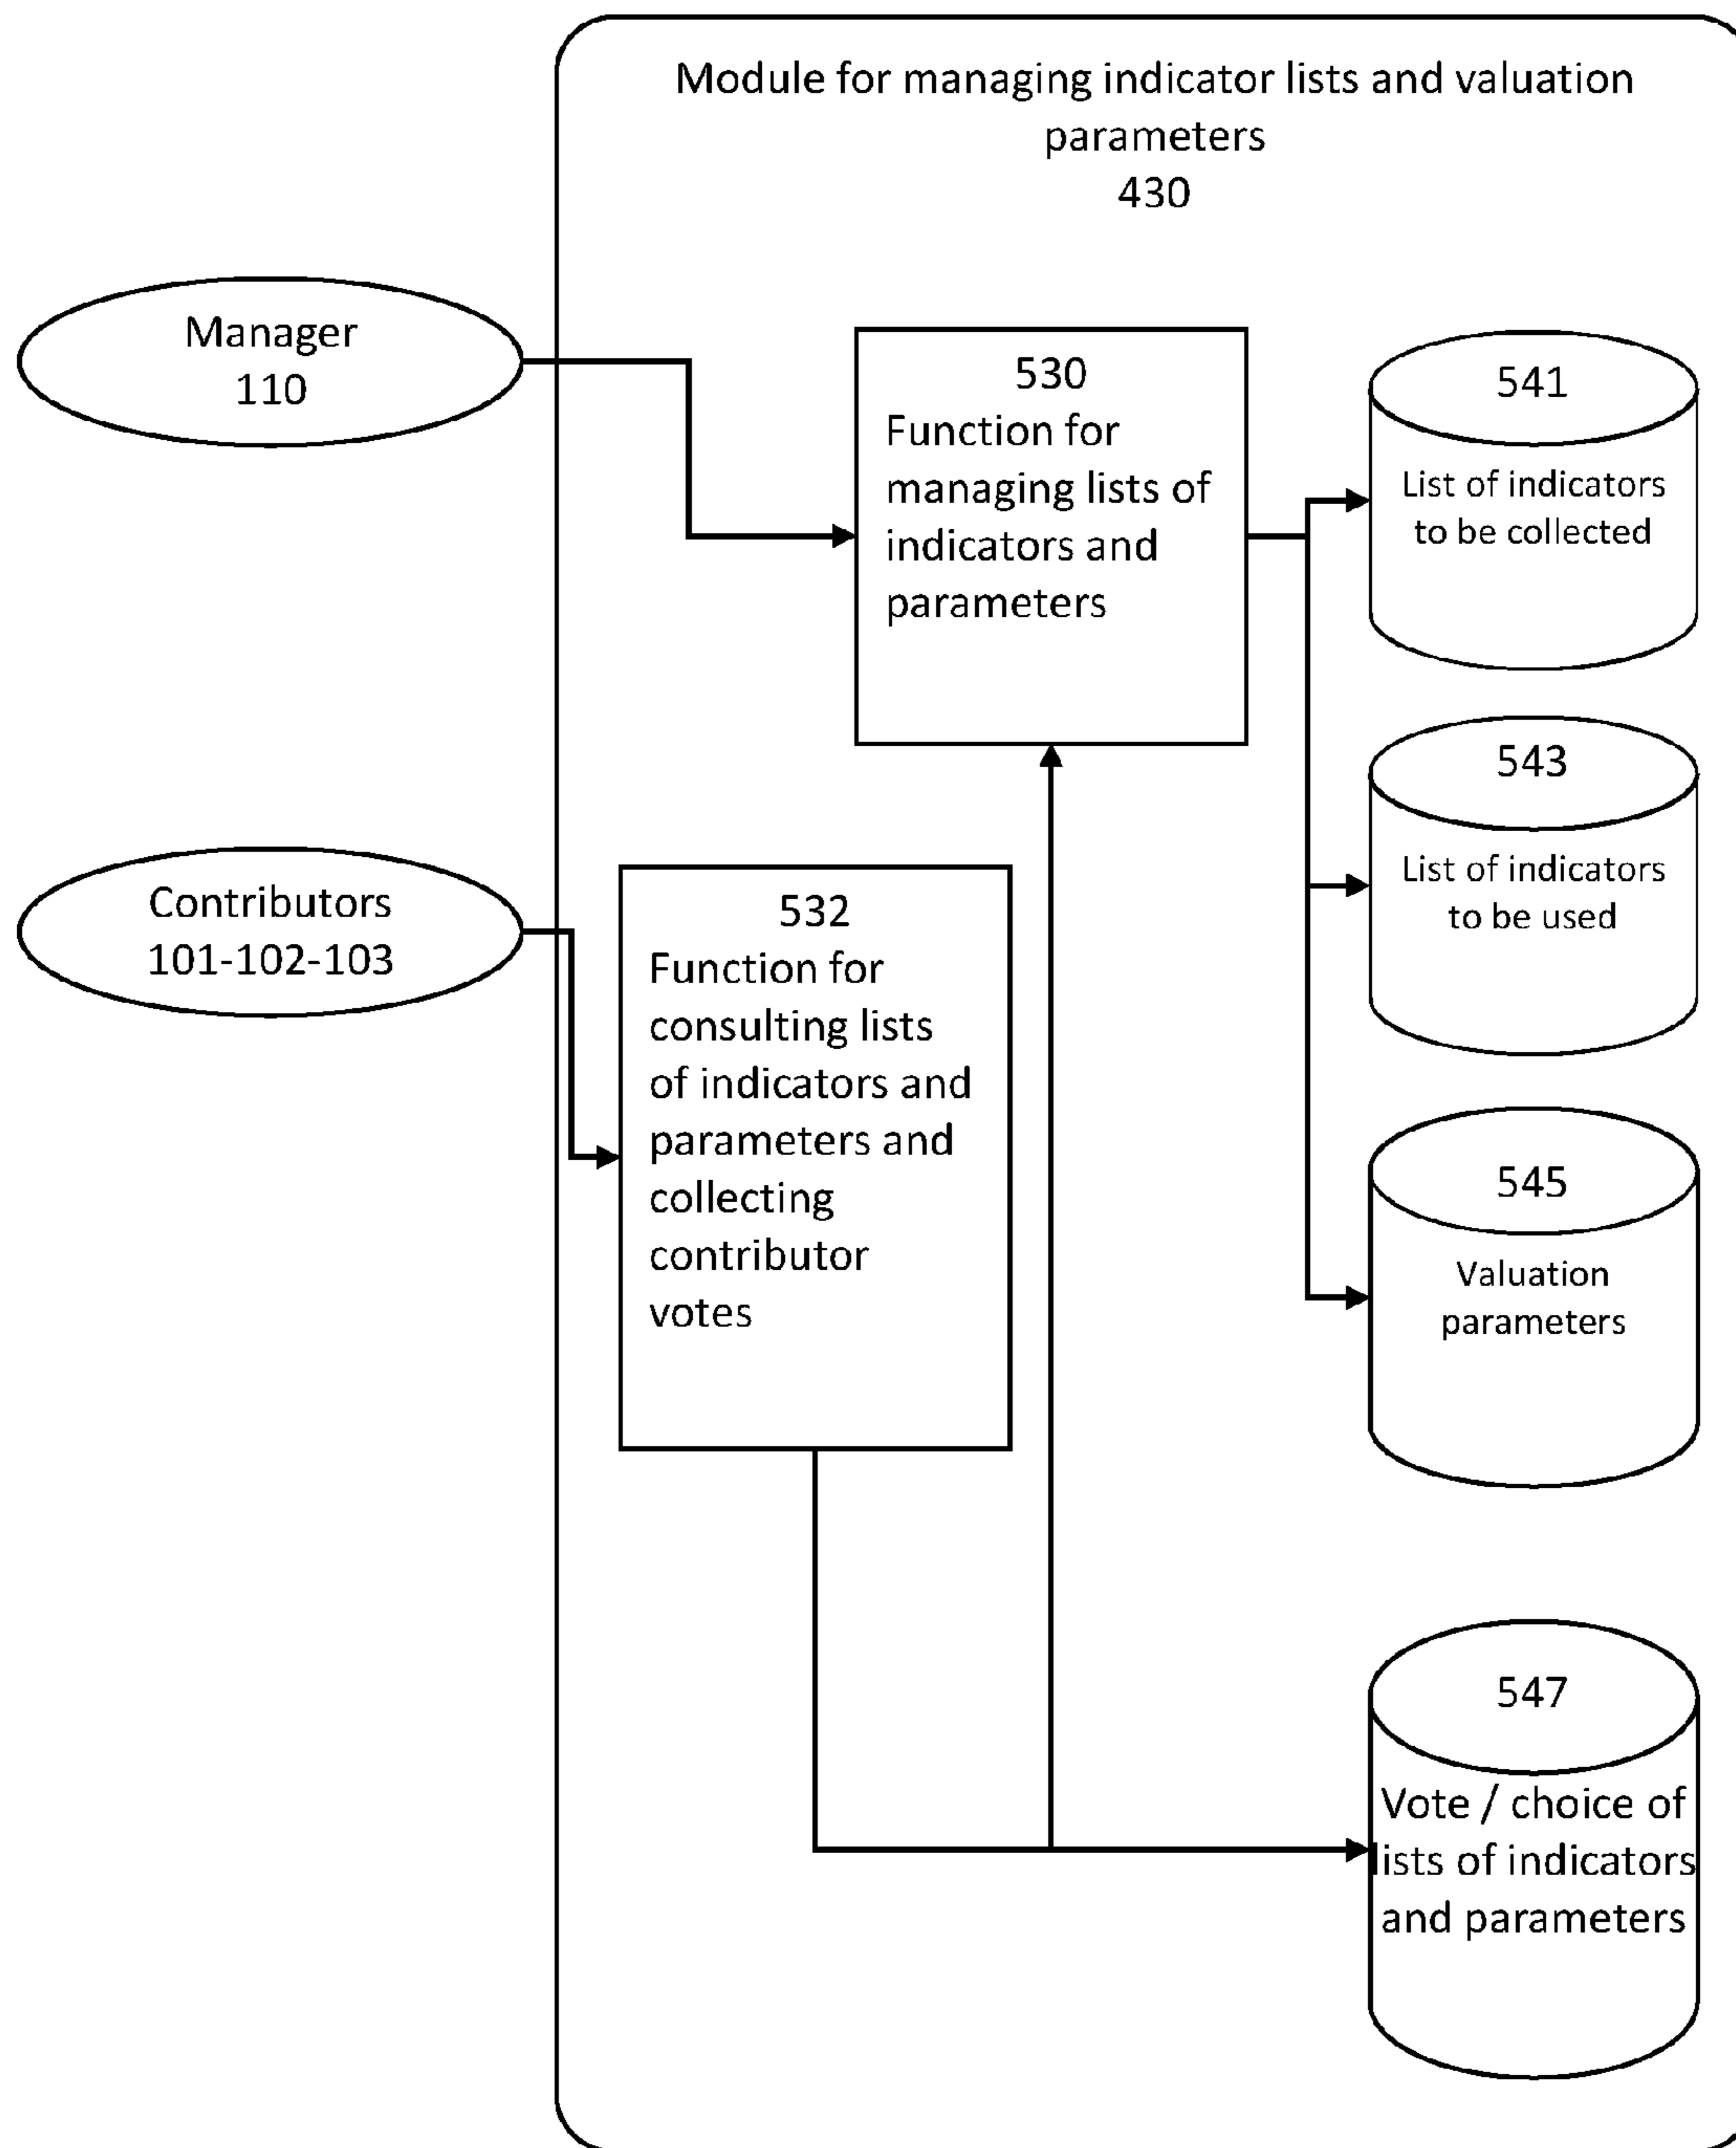 Module for managing indicator lists and valuation
parameters
430
Manager
110
530
Function for
managing lists of
indicators and
parameters
541
List of indicators
to be collected
543
List of indicators
to be used
Contributors
101-102-103
532
Function for
consulting lists
of indicators and
parameters and
collecting
contributor
votes
545
Valuation
parameters
547
Vote / choice of
lists of indicators
and parameters